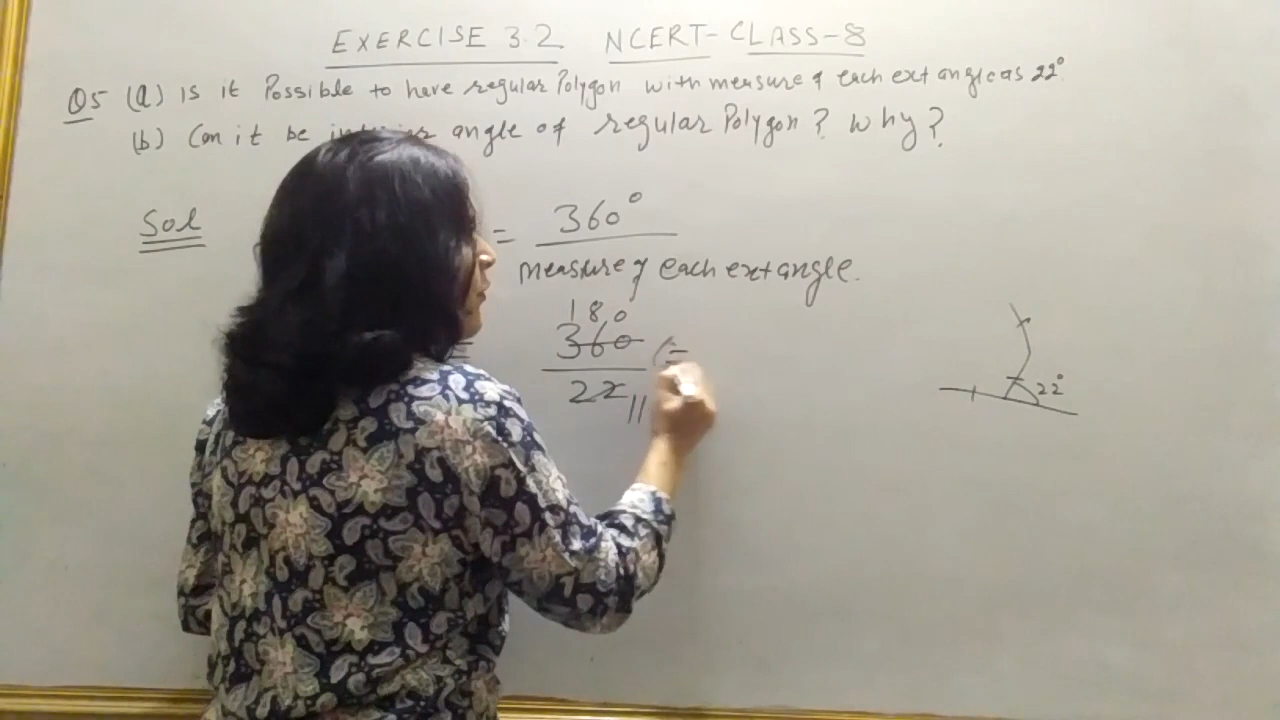 EXERCISE 3.2 NCERT-CLASS-8
Q5 (a) Is it Possible to have regular Polygon with measure of each ext angle as 22°
(b) Can it be angle of regular Polygon? Why?
Sol
= 360°
measure of each ext angle.
180
= 360 =
22 11
22°